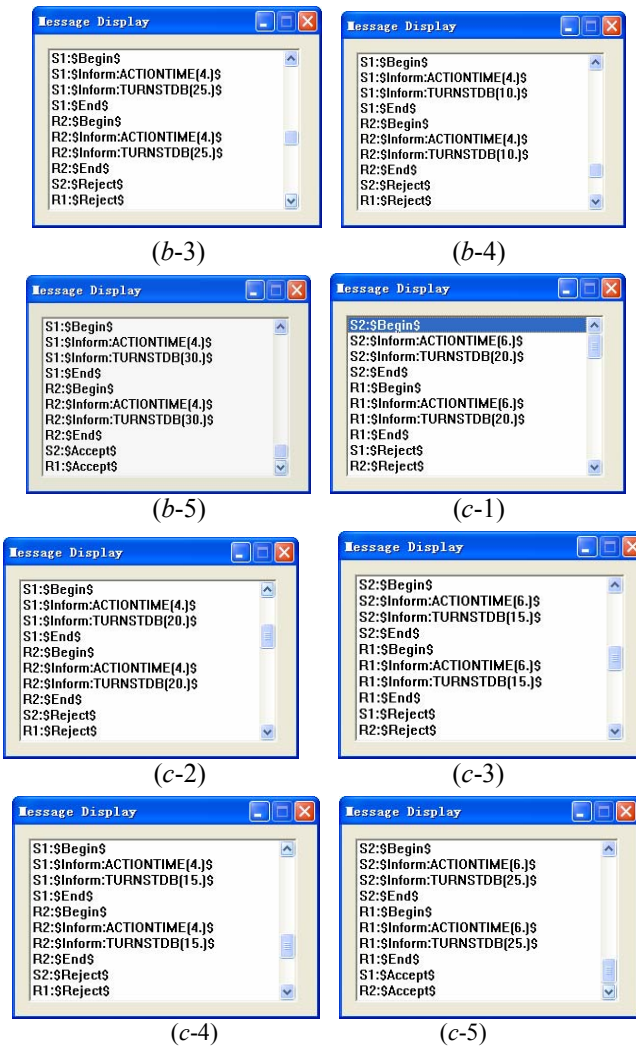 Message Display
S1:$Begin$
S1:$Inform:ACTIONTIME(4.)$
S1:$Inform:TURNSTDB(25.)$
S1:$End$
R2:$Begin$
R2:$Inform:ACTIONTIME(4.)$
R2:$Inform:TURNSTDB(25.)$
R2:$End$
S2:$Reject$
R1:$Reject$
(b-3)
Message Display
S1:$Begin$
S1:$Inform:ACTIONTIME(4.)$
S1:$Inform:TURNSTDB(10.)$
S1:$End$
R2:$Begin$
R2:$Inform:ACTIONTIME(4.)$
R2:$Inform:TURNSTDB(10.)$
R2:$End$
S2:$Reject$
R1:$Reject$
(b-4)
Message Display
S1:$Begin$
S1:$Inform:ACTIONTIME(4.)$
S1:$Inform:TURNSTDB(30.)$
S1:$End$
R2:$Begin$
R2:$Inform:ACTIONTIME(4.)$
R2:$Inform:TURNSTDB(30.)$
R2:$End$
S2:$Accept$
R1:$Accept$
(b-5)
Message Display
S2:$Begin$
S2:$Inform:ACTIONTIME(6.)$
S2:$Inform:TURNSTDB(20.)$
S2:$End$
R1:$Begin$
R1:$Inform:ACTIONTIME(6.)$
R1:$Inform:TURNSTDB(20.)$
R1:$End$
S1:$Reject$
R2:$Reject$
(c-1)
Message Display
S1:$Begin$
S1:$Inform:ACTIONTIME(4.)$
S1:$Inform:TURNSTDB(20.)$
S1:$End$
R2:$Begin$
R2:$Inform:ACTIONTIME(4.)$
R2:$Inform:TURNSTDB(20.)$
R2:$End$
S2:$Reject$
R1:$Reject$
(c-2)
Message Display
S2:$Begin$
S2:$Inform:ACTIONTIME(6.)$
S2:$Inform:TURNSTDB(15.)$
S2:$End$
R1:$Begin$
R1:$Inform:ACTIONTIME(6.)$
R1:$Inform:TURNSTDB(15.)$
R1:$End$
S1:$Reject$
R2:$Reject$
(c-3)
Message Display
S1:$Begin$
S1:$Inform:ACTIONTIME(4.)$
S1:$Inform:TURNSTDB(15.)$
S1:$End$
R2:$Begin$
R2:$Inform:ACTIONTIME(4.)$
R2:$Inform:TURNSTDB(15.)$
R2:$End$
S2:$Reject$
R1:$Reject$
(c-4)
Message Display
S2:$Begin$
S2:$Inform:ACTIONTIME(6.)$
S2:$Inform:TURNSTDB(25.)$
S2:$End$
R1:$Begin$
R1:$Inform:ACTIONTIME(6.)$
R1:$Inform:TURNSTDB(25.)$
R1:$End$
S1:$Accept$
R2:$Accept$
(c-5)